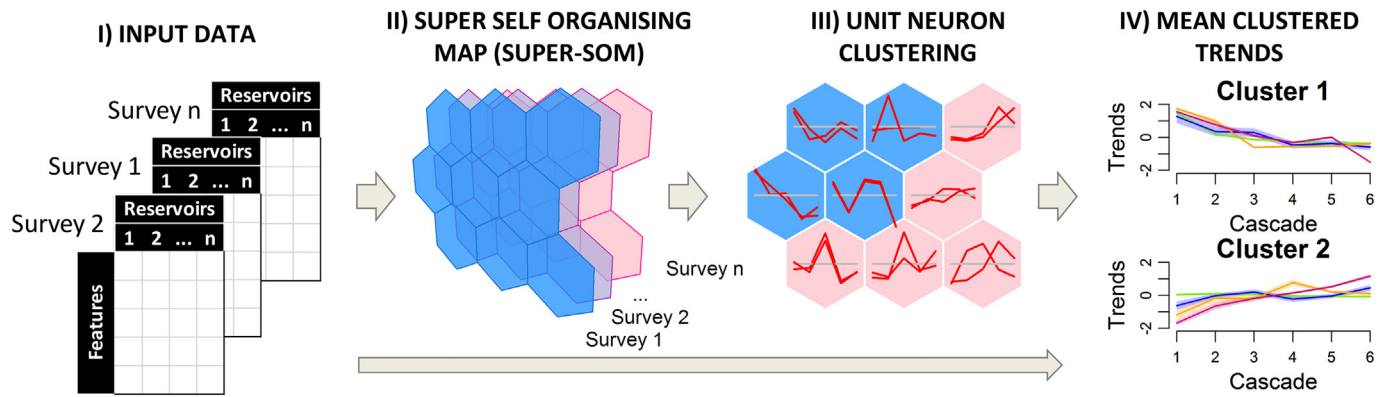 I) INPUT DATA
Survey n
Reservoirs
1 2 ... n
Survey 1
Reservoirs
1 2 ... n
Survey 2
Reservoirs
1 2 ... n
Features
II) SUPER SELF ORGANISING
MAP (SUPER-SOM)
Survey n
...
Survey 2
Survey 1
III) UNIT NEURON
CLUSTERING
IV) MEAN CLUSTERED
TRENDS
Cluster 1
Trends
2
0
-2
1 2 3 4 5 6
Cascade
Cluster 2
Trends
2
0
-2
1 2 3 4 5 6
Cascade